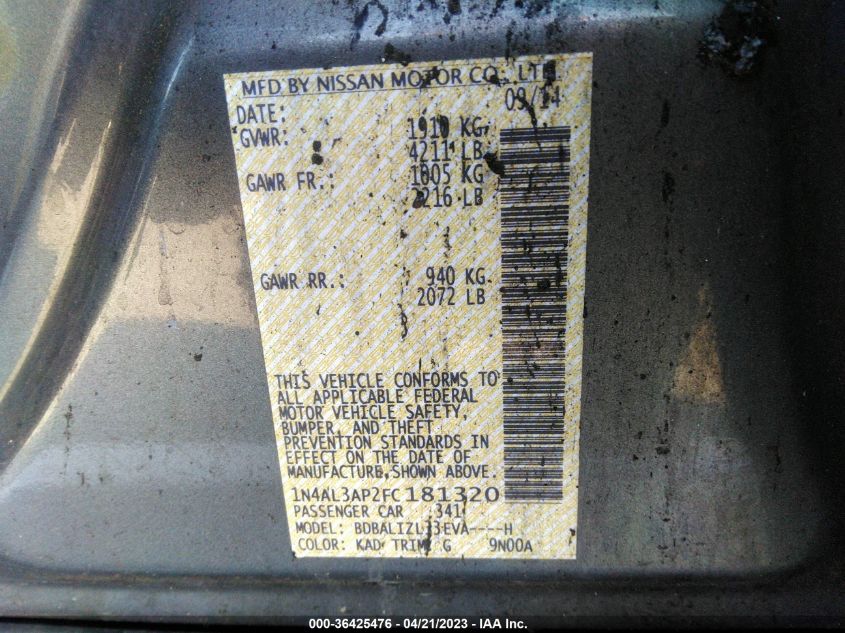 MFD BY NISSAN MOTOR CO., LTD.
DATE: 09/14
GVWR: 1910 KG
4211 LB
GAWR FR.: 1005 KG
2216 LB
GAWR RR.: 940 KG
2072 LB
THIS VEHICLE CONFORMS TO
ALL APPLICABLE FEDERAL
MOTOR VEHICLE SAFETY,
BUMPER, AND THEFT
PREVENTION STANDARDS IN
EFFECT ON THE DATE OF
MANUFACTURE, SHOWN ABOVE.
1N4AL3AP2FC181320
PASSENGER CAR 341
MODEL: BDBALIZL33EVA----H
COLOR: KAD TRIM: G 9N00A
000-36425476 - 04/21/2023 - IAA Inc.